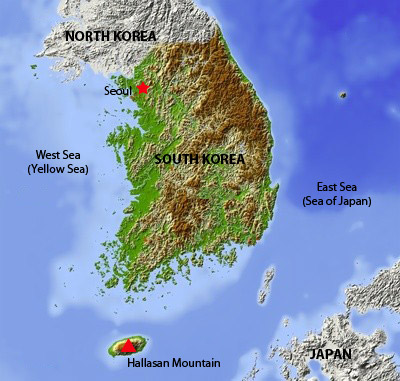 NORTH KOREA
Seoul
West Sea
(Yellow Sea)
SOUTH KOREA
East Sea
(Sea of Japan)
JAPAN
Hallasan Mountain